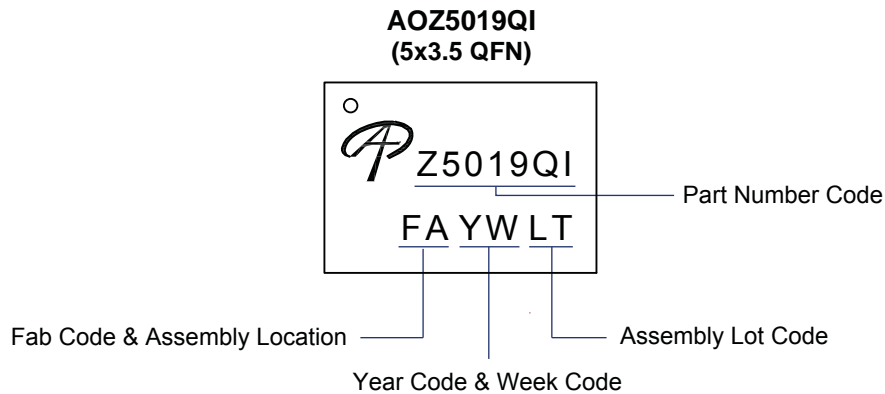 AOZ5019QI
(5x3.5 QFN)
Z5019QI
Part Number Code
FA YW LT
Fab Code & Assembly Location
Assembly Lot Code
Year Code & Week Code